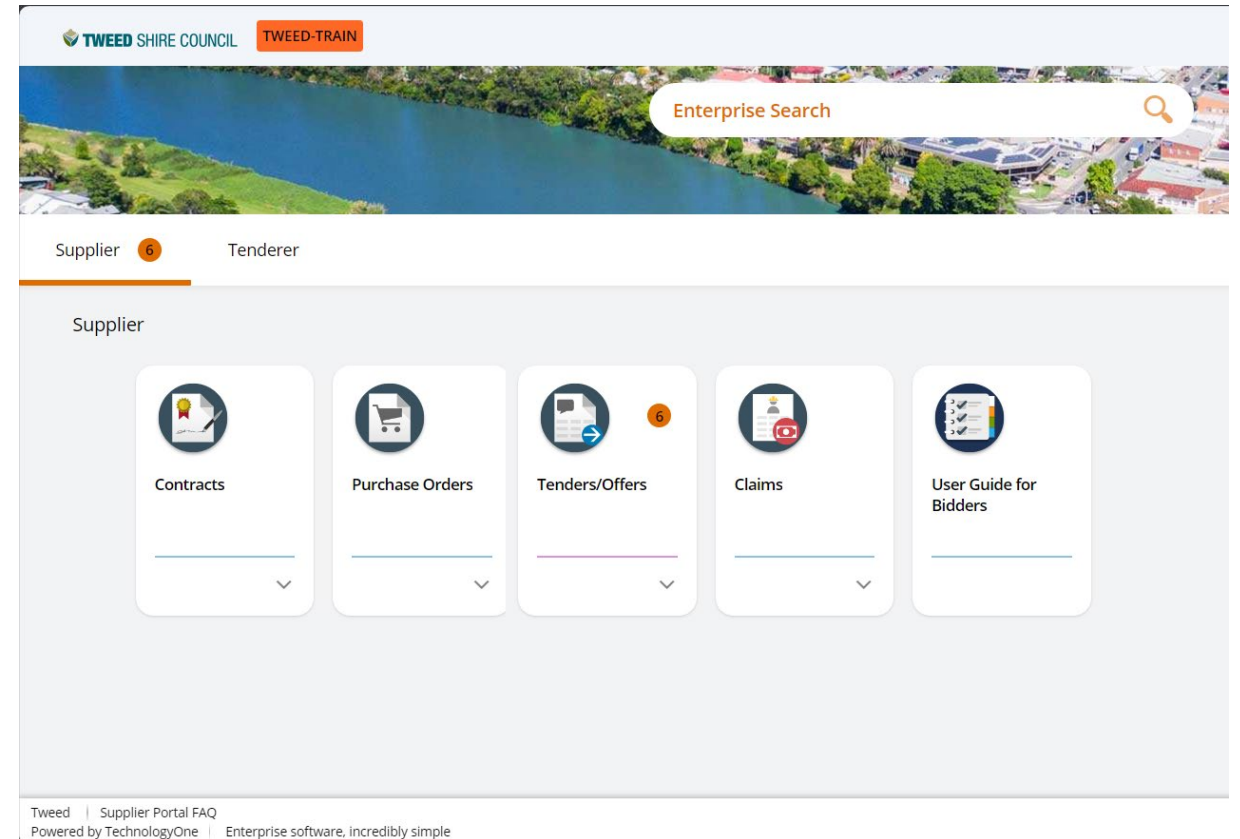 TWEED SHIRE COUNCIL TWEED-TRAIN
Enterprise Search
Supplier 6 Tenderer
Supplier
6
Contracts
Purchase Orders
Tenders/Offers
Claims
User Guide for
Bidders
Tweed | Supplier Portal FAQ
Powered by TechnologyOne | Enterprise software, incredibly simple